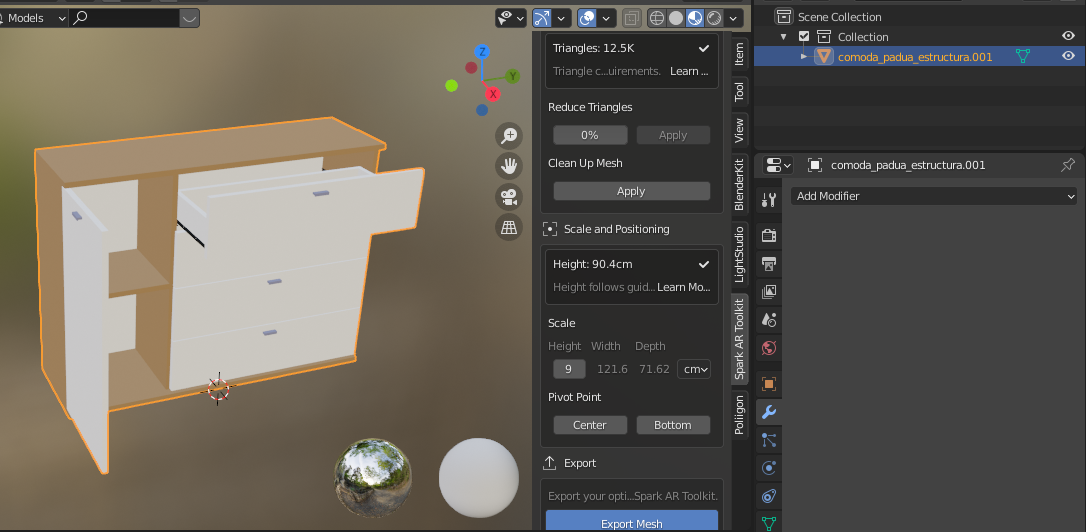 Models
Z
Y
X
Triangles: 12.5K
Triangle c...uirements. Learn ...
Reduce Triangles
0% Apply
Clean Up Mesh
Apply
Scale and Positioning
Height: 90.4cm
Height follows guid... Learn Mo...
Scale
Height Width Depth
9 121.6 71.62 cm
Pivot Point
Center Bottom
Export
Export your opti...Spark AR Toolkit.
Export Mesh
Item
Tool
View
BlenderKit
LightStudio
Spark AR Toolkit
Poliigon
Scene Collection
Collection
comoda_padua_estructura.001
comoda_padua_estructura.001
Add Modifier